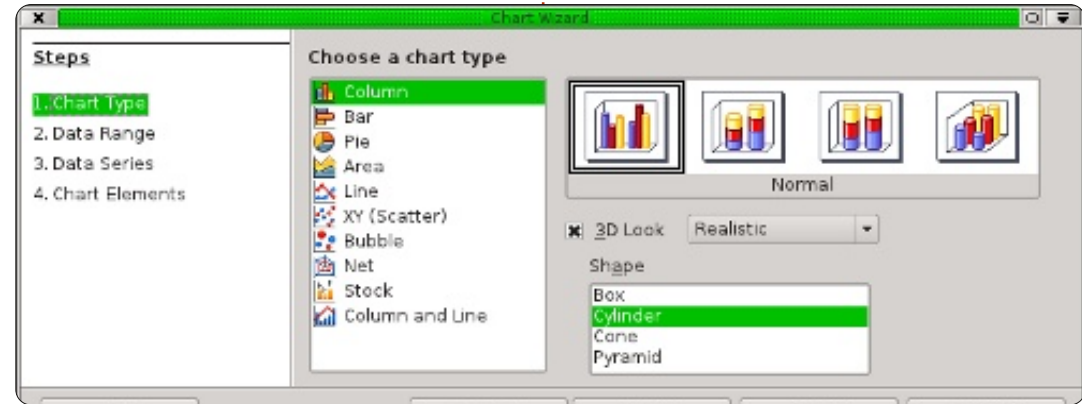 Chart Wizard
Steps
1. Chart Type
2. Data Range
3. Data Series
4. Chart Elements
Choose a chart type
Column
Bar
Pie
Area
Line
XY (Scatter)
Bubble
Net
Stock
Column and Line
Normal
3D Look
Realistic
Shape
Box
Cylinder
Cone
Pyramid